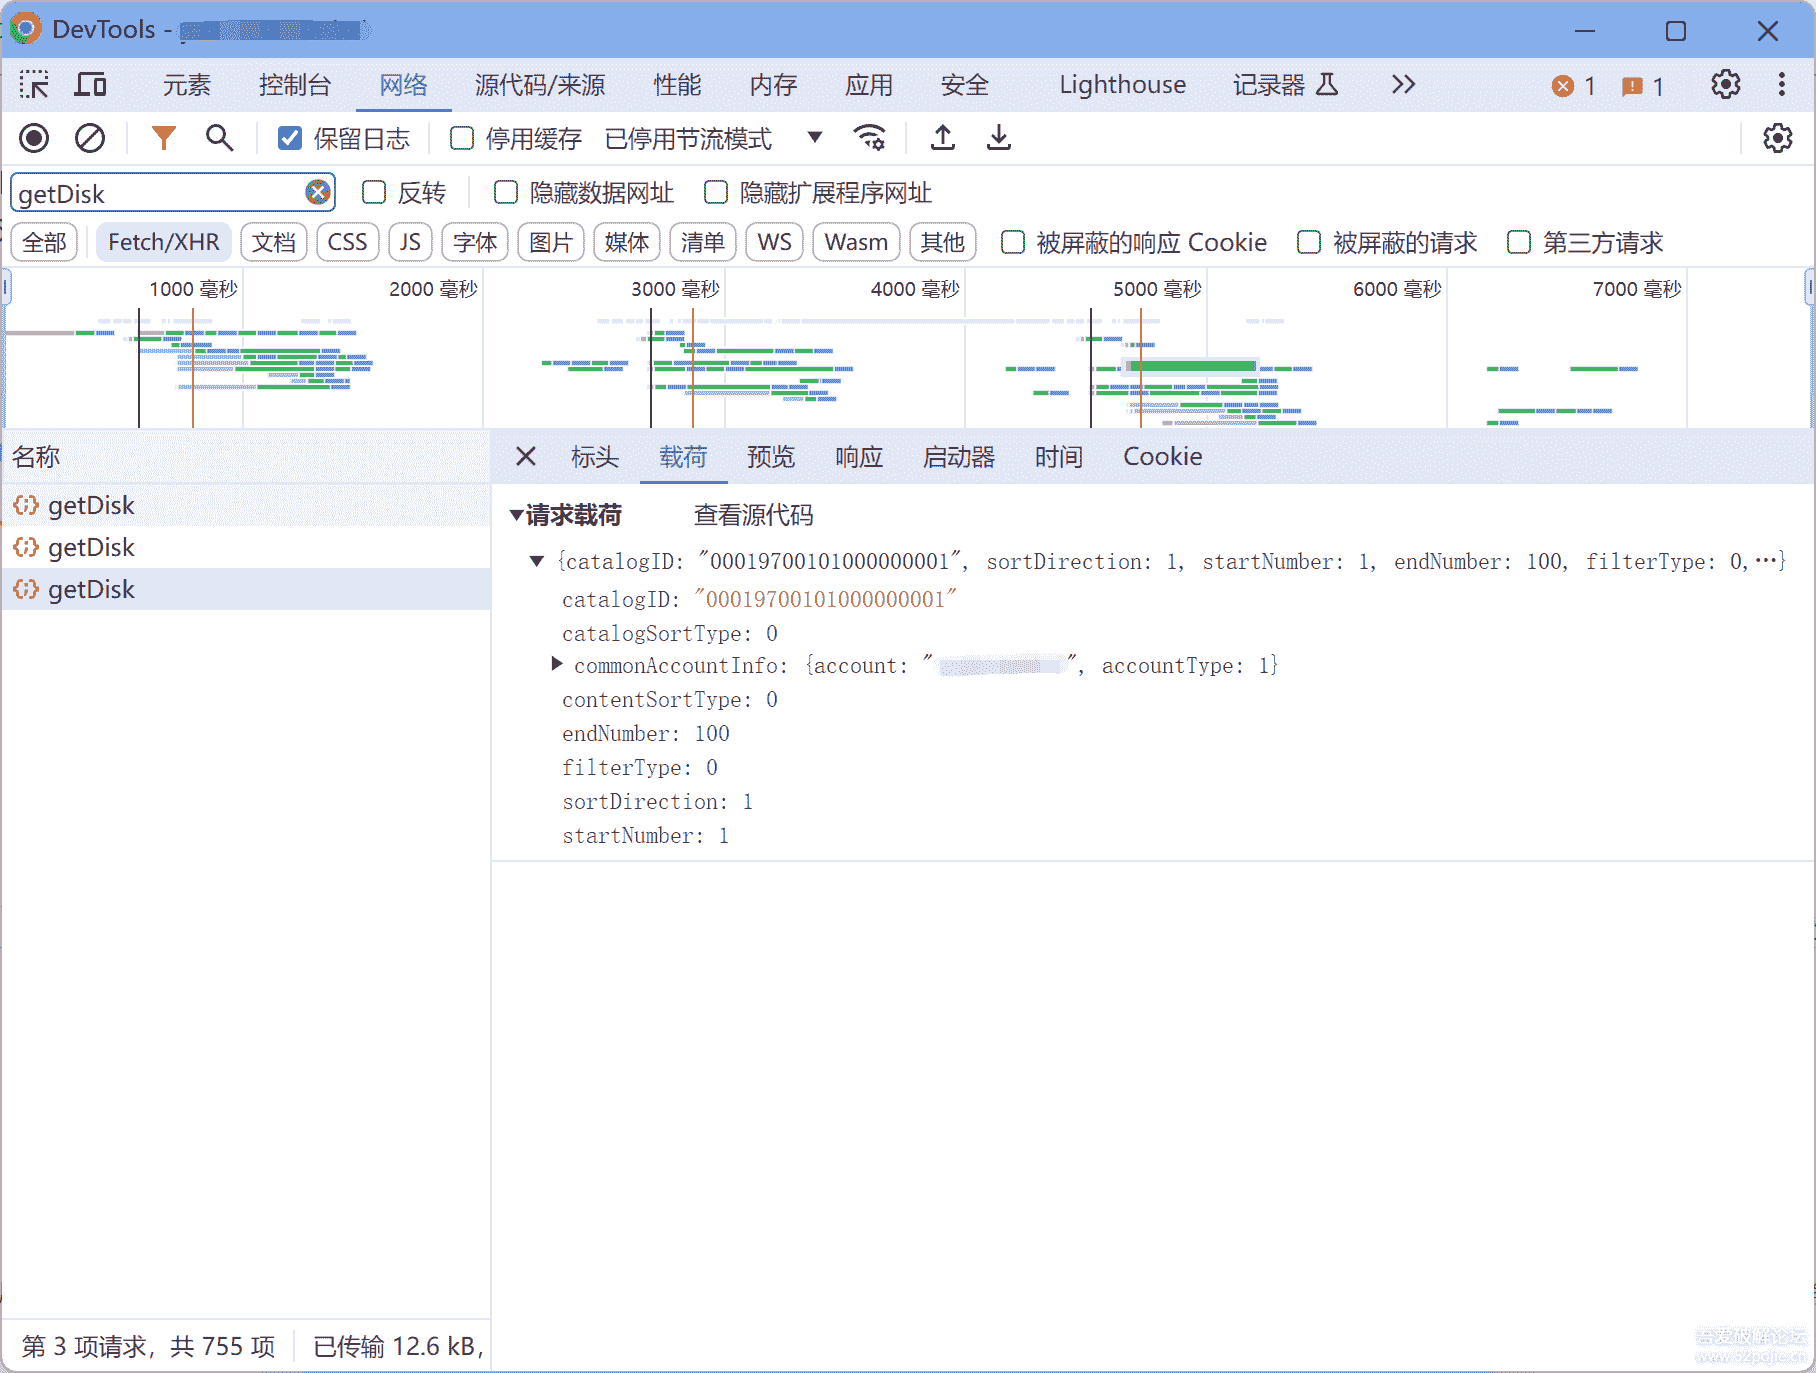 DevTools -
元素 控制台 网络 源代码/来源 性能 内存 应用 安全 Lighthouse 记录器 1 1
保留日志 停用缓存 已停用节流模式
getDisk 反转 隐藏数据网址 隐藏扩展程序网址
全部 Fetch/XHR 文档 CSS JS 字体 图片 媒体 清单 WS Wasm 其他 被屏蔽的响应 Cookie 被屏蔽的请求 第三方请求
1000 毫秒 2000 毫秒 3000 毫秒 4000 毫秒 5000 毫秒 6000 毫秒 7000 毫秒
名称
getDisk
getDisk
getDisk
标头 载荷 预览 响应 启动器 时间 Cookie
▼请求载荷 查看源代码
▼ {catalogID: "00019700101000000001", sortDirection: 1, startNumber: 1, endNumber: 100, filterType: 0,…}
catalogID: "00019700101000000001"
catalogSortType: 0
▶ commonAccountInfo: {account: "", accountType: 1}
contentSortType: 0
endNumber: 100
filterType: 0
sortDirection: 1
startNumber: 1
第 3 项请求，共 755 项 已传输 12.6 kB,
吾爱破解论坛
www.52pojie.cn